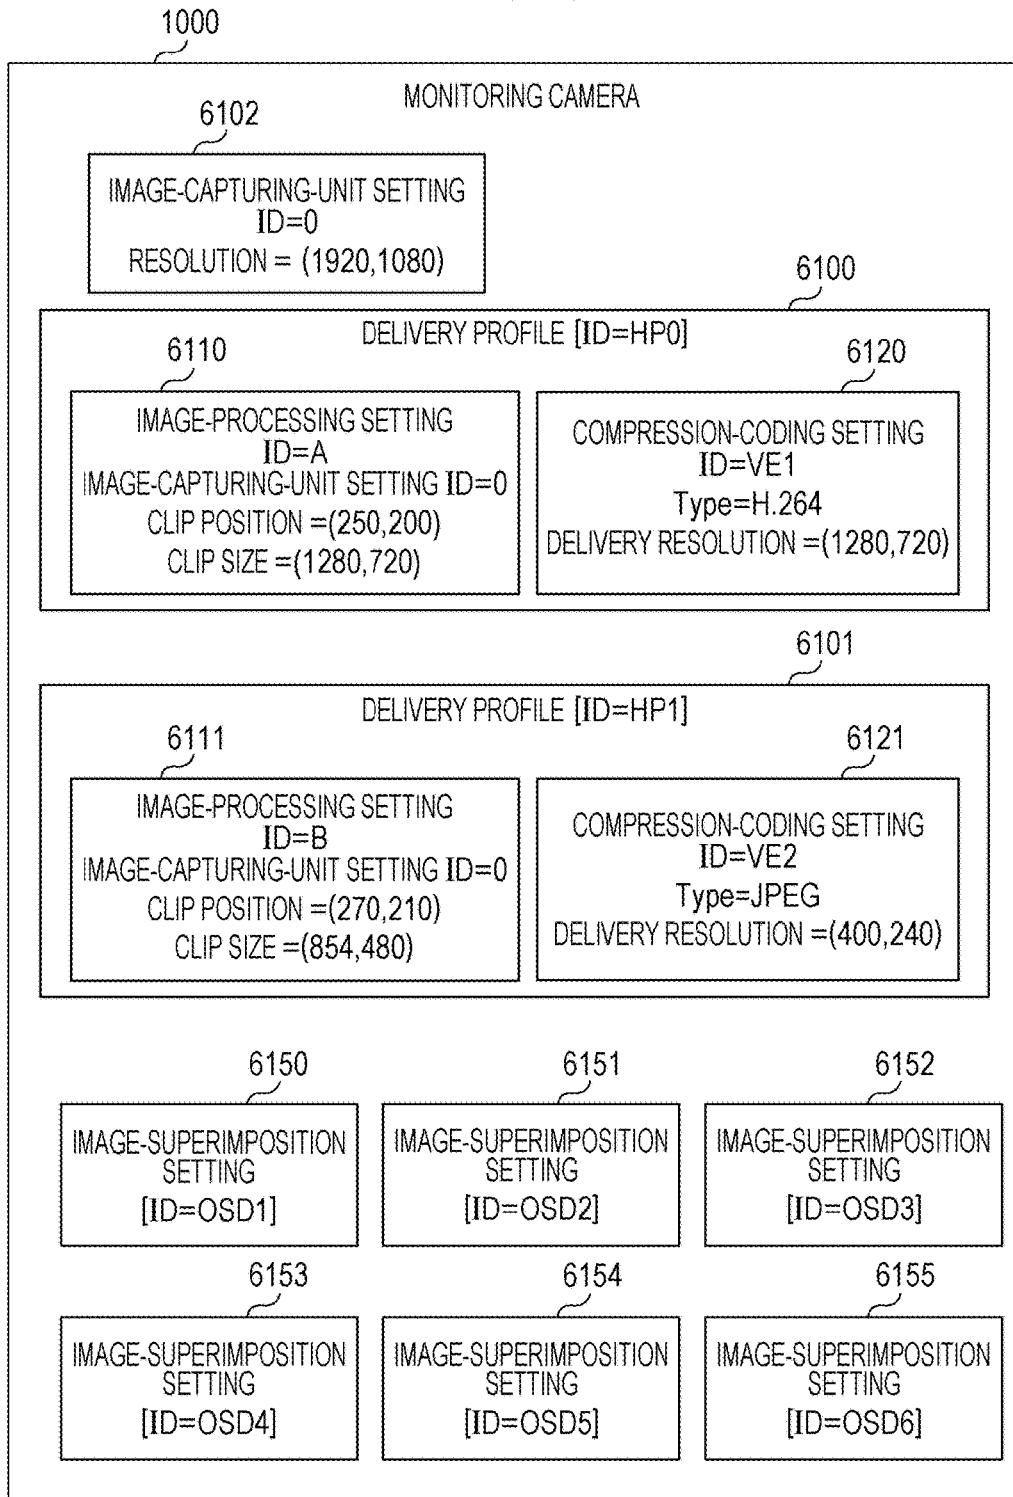 1000
MONITORING CAMERA
6102
IMAGE-CAPTURING-UNIT SETTING
ID=0
RESOLUTION = (1920,1080)
6100
DELIVERY PROFILE [ID=HP0]
6110
IMAGE-PROCESSING SETTING
ID=A
IMAGE-CAPTURING-UNIT SETTING ID=0
CLIP POSITION =(250,200)
CLIP SIZE =(1280,720)
6120
COMPRESSION-CODING SETTING
ID=VE1
Type=H.264
DELIVERY RESOLUTION =(1280,720)
6101
DELIVERY PROFILE [ID=HP1]
6111
IMAGE-PROCESSING SETTING
ID=B
IMAGE-CAPTURING-UNIT SETTING ID=0
CLIP POSITION =(270,210)
CLIP SIZE =(854,480)
6121
COMPRESSION-CODING SETTING
ID=VE2
Type=JPEG
DELIVERY RESOLUTION =(400,240)
6150
IMAGE-SUPERIMPOSITION
SETTING
[ID=OSD1]
6151
IMAGE-SUPERIMPOSITION
SETTING
[ID=OSD2]
6152
IMAGE-SUPERIMPOSITION
SETTING
[ID=OSD3]
6153
IMAGE-SUPERIMPOSITION
SETTING
[ID=OSD4]
6154
IMAGE-SUPERIMPOSITION
SETTING
[ID=OSD5]
6155
IMAGE-SUPERIMPOSITION
SETTING
[ID=OSD6]